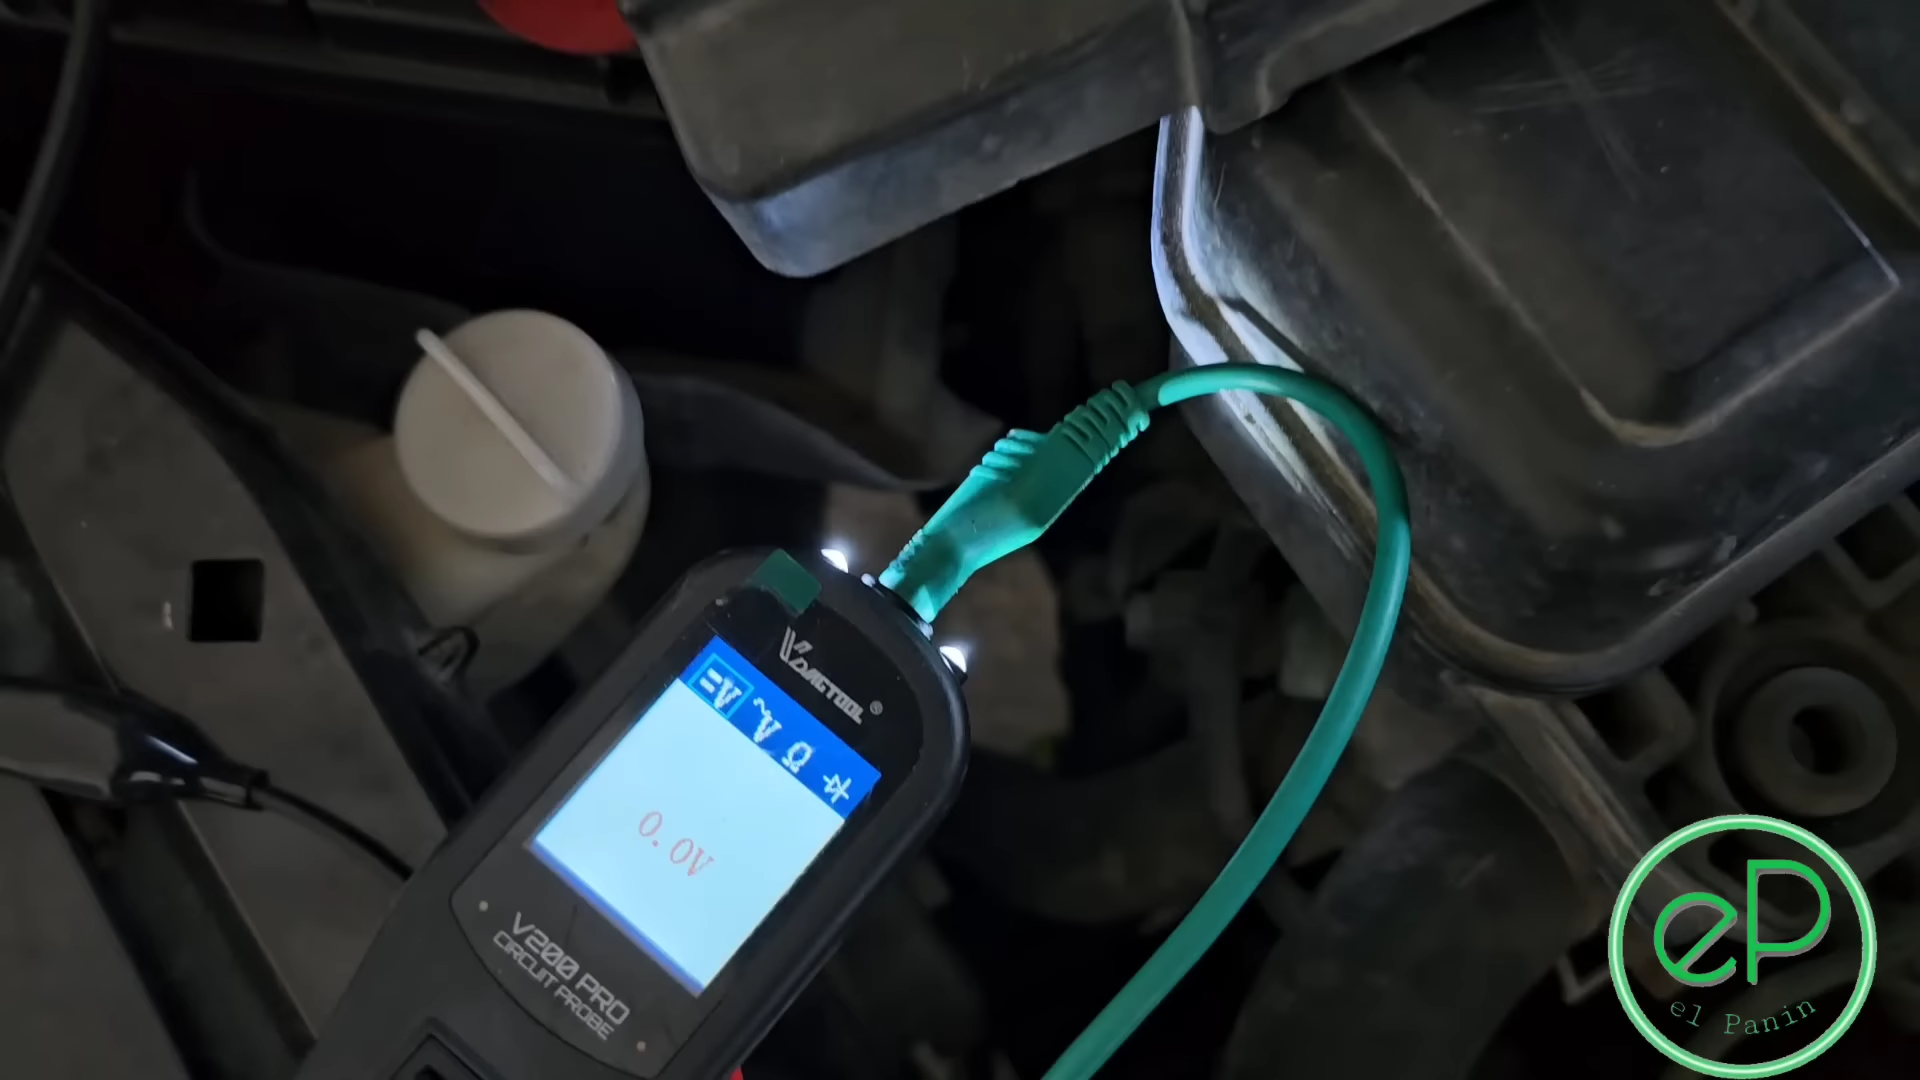 VDIAGTOOL ®
=V ~V Ω
0.0V
V200 PRO
CIRCUIT PROBE
eP
el Panin